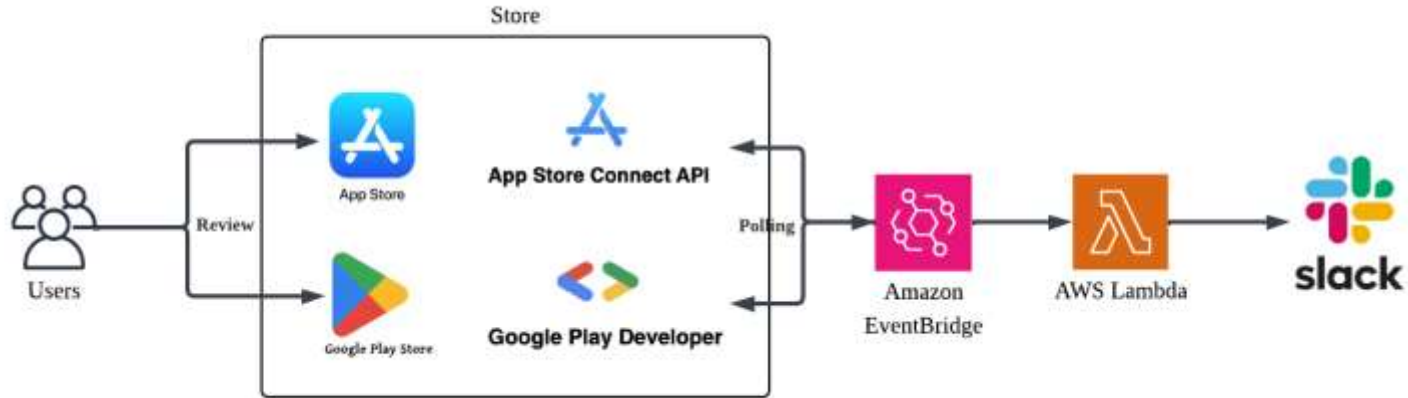 Store
App Store
App Store Connect API
Review
Polling
Google Play Store
Google Play Developer
Users
Amazon
EventBridge
AWS Lambda
slack